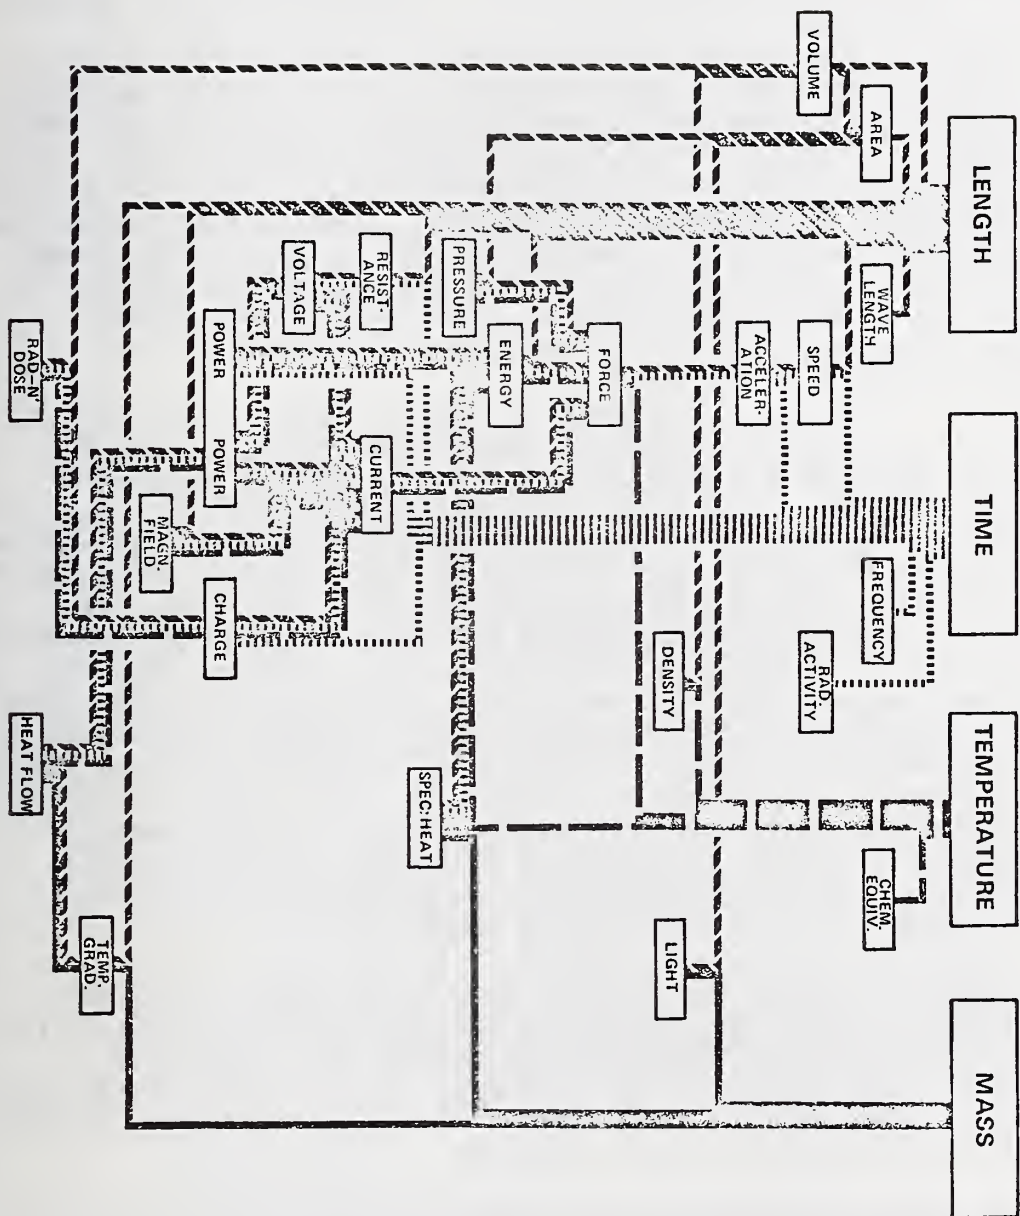 LENGTH
TIME
TEMPERATURE
MASS
VOLUME
AREA
WAVE
LENGTH
FREQUENCY
CHEM.
EQUIV.
SPEED
RAD.
ACTIVITY
ACCELER-
ATION
DENSITY
LIGHT
FORCE
ENERGY
PRESSURE
SPEC.HEAT
RESIST-
ANCE
CURRENT
VOLTAGE
POWER
POWER
CHARGE
MAGN.
FIELD
TEMP.
GRAD.
RAD-N'
DOSE
HEAT FLOW